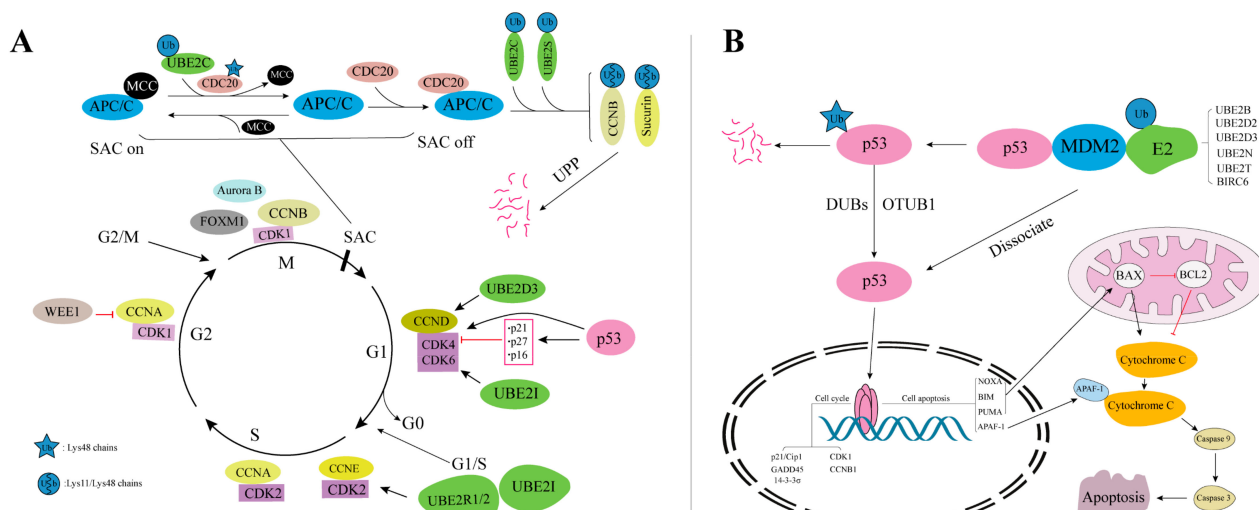 A
Ub
UBE2C
Ub
CDC20
MCC
APC/C
MCC
MCC
APC/C
CDC20
CDC20
APC/C
SAC on
SAC off
Ub
Ub
UBE2C
UBE2S
Ub
Ub
CCNB
Sucurin
UPP
Aurora B
FOXM1
CCNB
CDK1
G2/M
M
SAC
WEE1
CCNA
CDK1
G2
G1
UBE2D3
CCND
CDK4
CDK6
·p21
·p27
·p16
p53
UBE2I
G0
S
G1/S
CCNA
CDK2
CCNE
CDK2
UBE2R1/2
UBE2I
Ub : Lys48 chains
Ub :Lys11/Lys48 chains
B
Ub
p53
p53
MDM2
Ub
E2
UBE2B
UBE2D2
UBE2D3
UBE2N
UBE2T
BIRC6
DUBs
OTUB1
Dissociate
p53
BAX
BCL2
Cytochrome C
APAF-1
Cytochrome C
Caspase 9
Caspase 3
Apoptosis
Cell cycle
Cell apoptosis
NOXA
BIM
PUMA
APAF-1
p21/Cip1
GADD45
14-3-3σ
CDK1
CCNB1